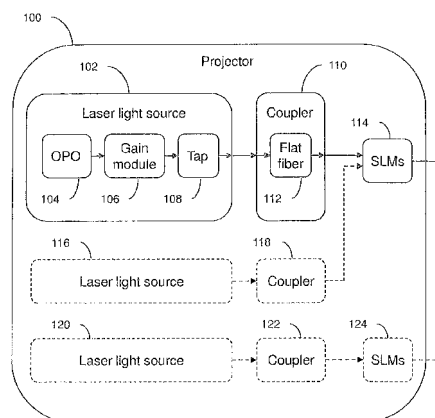 100
Projector
102
110
Laser light source
Coupler
114
OPO
Gain
module
Tap
Flat
fiber
SLMs
104
106
108
112
116
118
Laser light source
Coupler
120
122
124
Laser light source
Coupler
SLMs